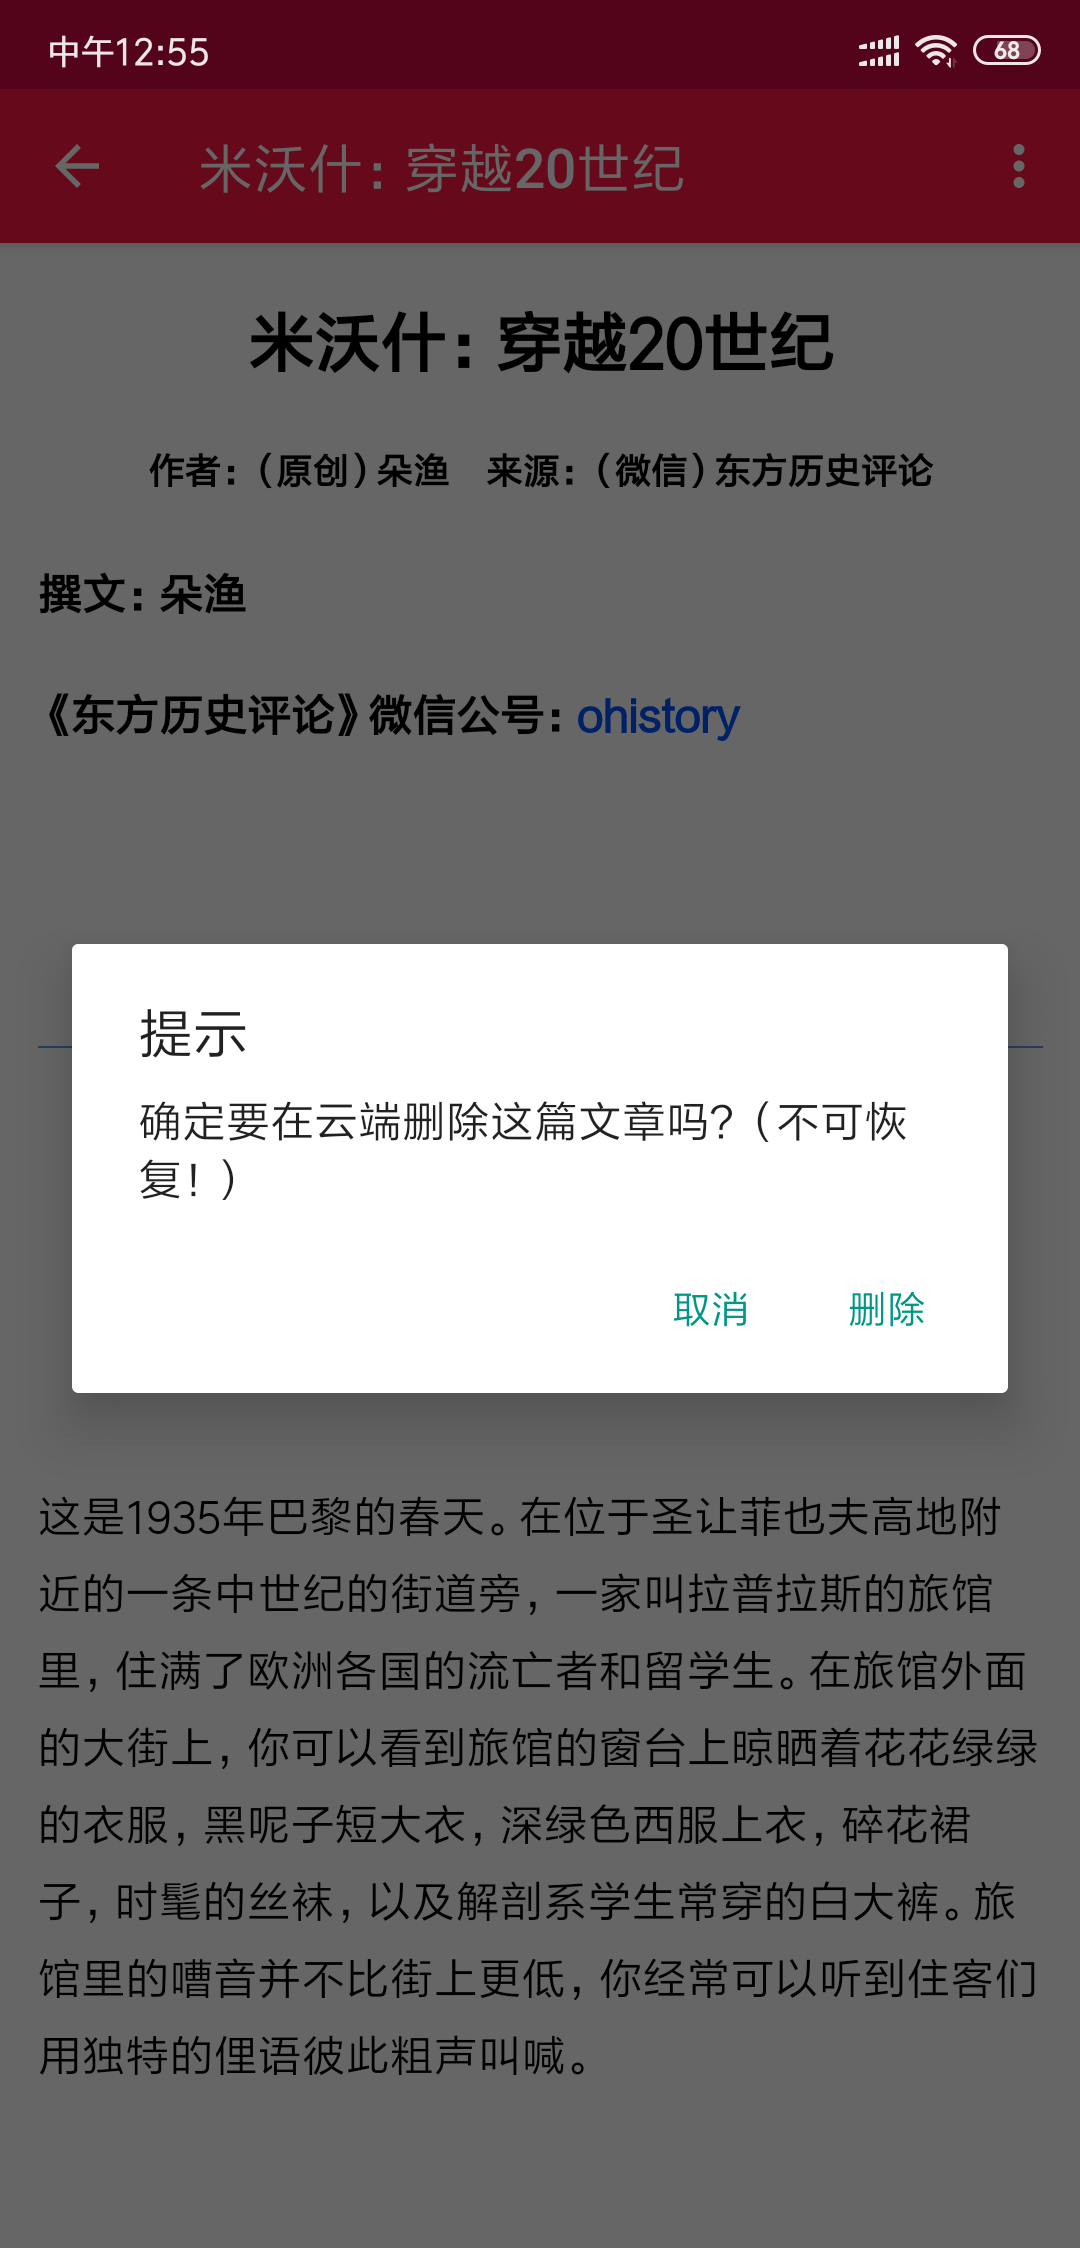 中午12:55
68
米沃什：穿越20世纪
米沃什：穿越20世纪
作者：（原创）朵渔 来源：（微信）东方历史评论
撰文：朵渔
《东方历史评论》微信公号：ohistory
提示
确定要在云端删除这篇文章吗？（不可恢
复！）
取消 删除
这是1935年巴黎的春天。在位于圣让菲也夫高地附
近的一条中世纪的街道旁，一家叫拉普拉斯的旅馆
里，住满了欧洲各国的流亡者和留学生。在旅馆外面
的大街上，你可以看到旅馆的窗台上晾晒着花花绿绿
的衣服，黑呢子短大衣，深绿色西服上衣，碎花裙
子，时髦的丝袜，以及解剖系学生常穿的白大裤。旅
馆里的嘈音并不比街上更低，你经常可以听到住客们
用独特的俚语彼此粗声叫喊。